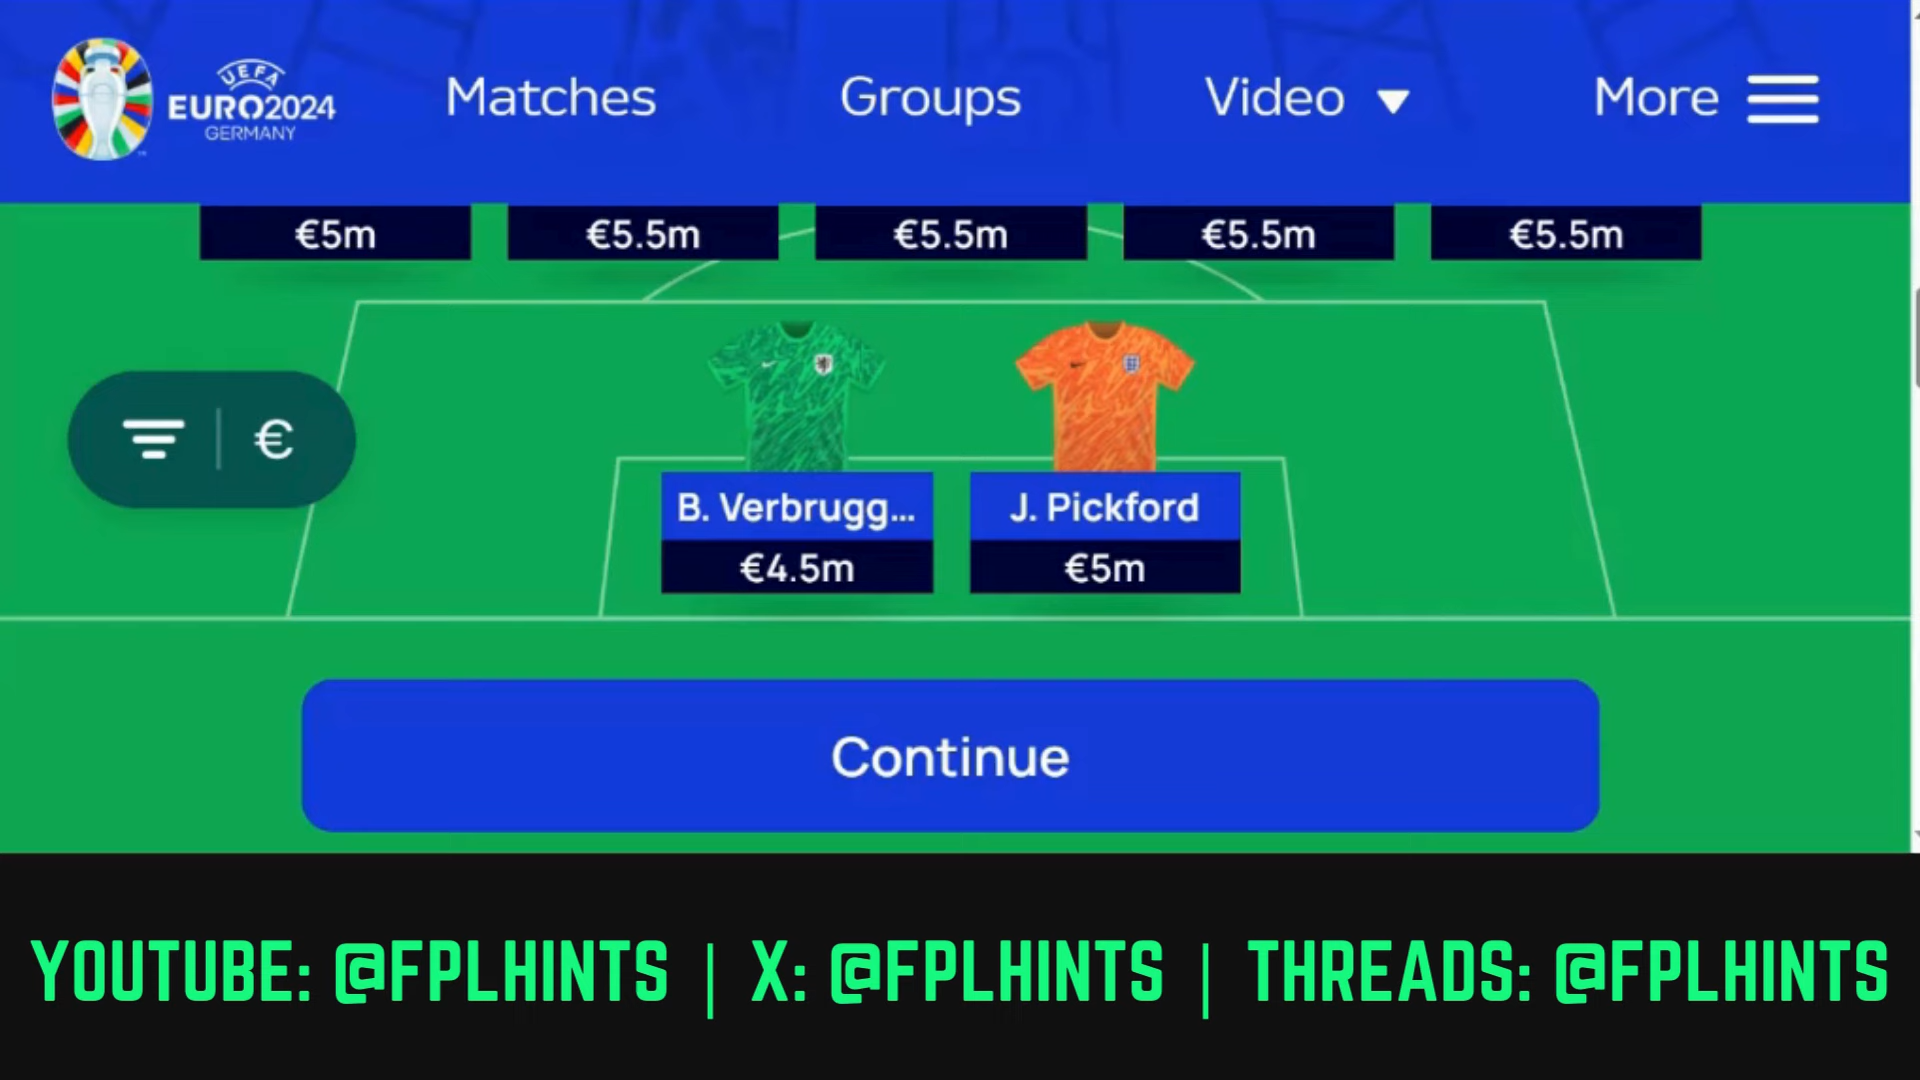 UEFA
EURO2024
GERMANY
Matches
Groups
Video
More
€5m
€5.5m
€5.5m
€5.5m
€5.5m
€
B. Verbrugg...
J. Pickford
€4.5m
€5m
Continue
YOUTUBE: @FPLHINTS | X: @FPLHINTS | THREADS: @FPLHINTS